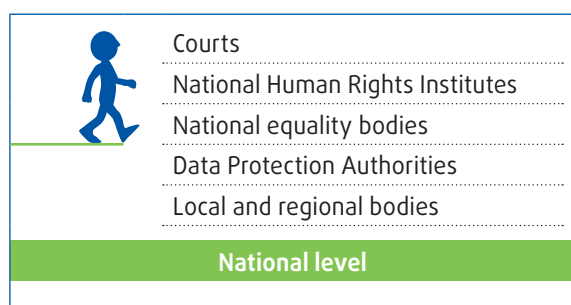 Courts
National Human Rights Institutes
National equality bodies
Data Protection Authorities
Local and regional bodies
National level